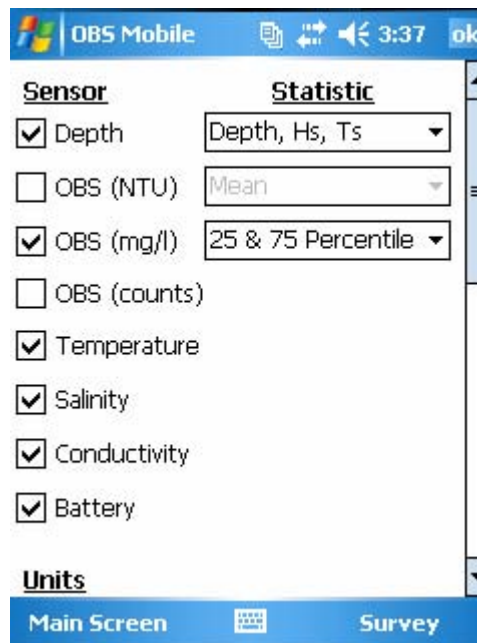 OBS Mobile 3:37 ok
Sensor Statistic
Depth Depth, Hs, Ts
OBS (NTU) Mean
OBS (mg/l) 25 & 75 Percentile
OBS (counts)
Temperature
Salinity
Conductivity
Battery
Units
Main Screen Survey